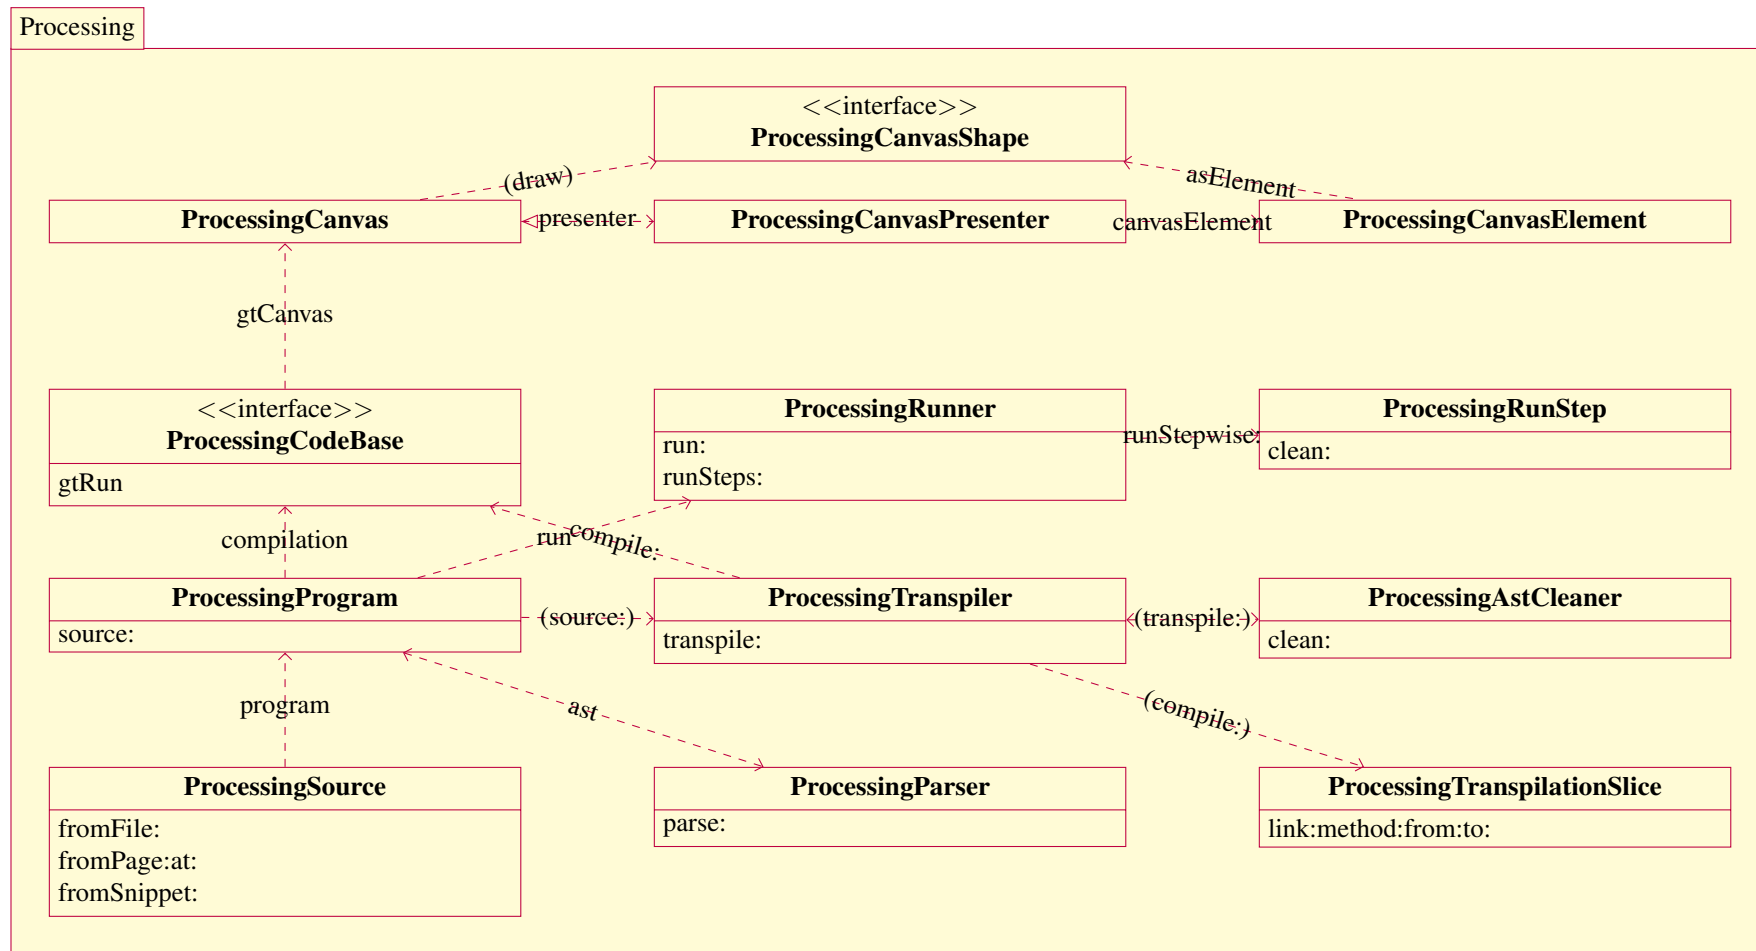 Processing
<<interface>>
ProcessingCanvasShape
(draw)
asElement
ProcessingCanvas
presenter
ProcessingCanvasPresenter
canvasElement
ProcessingCanvasElement
gtCanvas
<<interface>>
ProcessingCodeBase
gtRun
ProcessingRunner
run:
runSteps:
runStepwise:
ProcessingRunStep
clean:
compilation
run
compile:
ProcessingProgram
source:
(source:)
ProcessingTranspiler
transpile:
(transpile:)
ProcessingAstCleaner
clean:
program
ast
(compile:)
ProcessingSource
fromFile:
fromPage:at:
fromSnippet:
ProcessingParser
parse:
ProcessingTranspilationSlice
link:method:from:to: